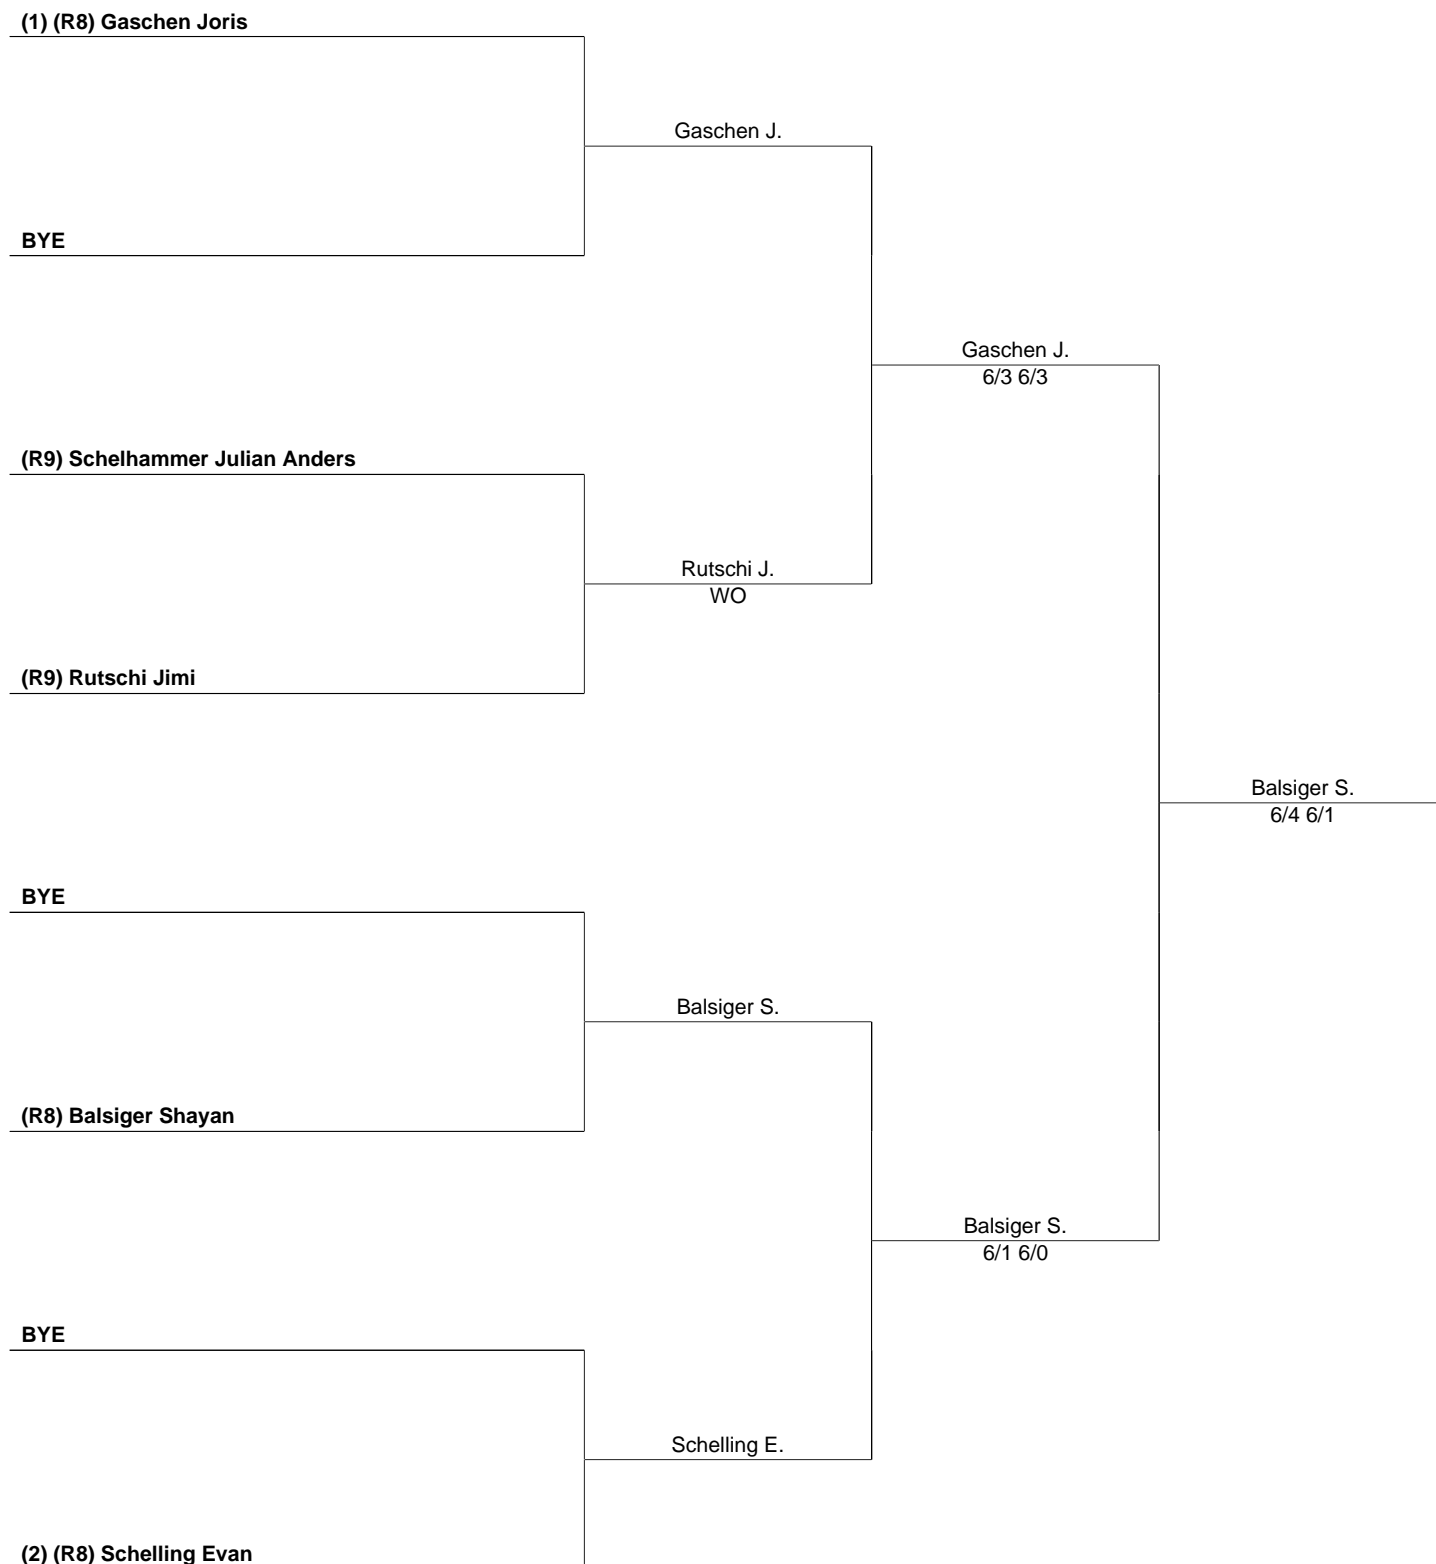 (1) (R8) Gaschen Joris
Gaschen J.
BYE
Gaschen J.
6/3 6/3
(R9) Schelhammer Julian Anders
Rutschi J.
WO
(R9) Rutschi Jimi
Balsiger S.
6/4 6/1
BYE
Balsiger S.
(R8) Balsiger Shayan
Balsiger S.
6/1 6/0
BYE
Schelling E.
(2) (R8) Schelling Evan